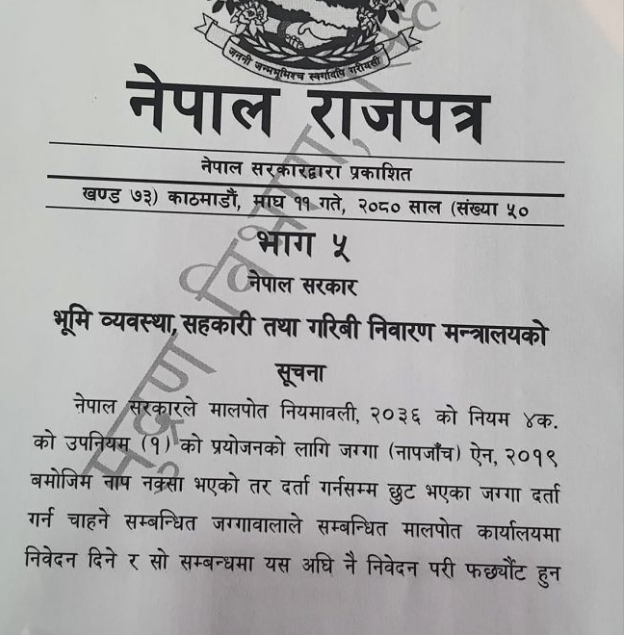 जननी जन्मभूमिश्च स्वर्गादपि गरीयसी
नेपाल राजपत्र
नेपाल सरकारद्वारा प्रकाशित
खण्ड ७३) काठमाडौं, माघ ११ गते, २०८० साल (संख्या ५०
भाग ५
नेपाल सरकार
भूमि व्यवस्था, सहकारी तथा गरिबी निवारण मन्त्रालयको
सूचना
नेपाल सरकारले मालपोत नियमावली, २०३६ को नियम ४क.
को उपनियम (१) को प्रयोजनको लागि जग्गा (नापजाँच) ऐन, २०१९
बमोजिम नाप नक्सा भएको तर दर्ता गर्नसम्म छुट भएका जग्गा दर्ता
गर्न चाहने सम्बन्धित जग्गावालाले सम्बन्धित मालपोत कार्यालयमा
निवेदन दिने र सो सम्बन्धमा यस अघि नै निवेदन परी फर्छ्यौट हुन
मुद्रण विभाग,